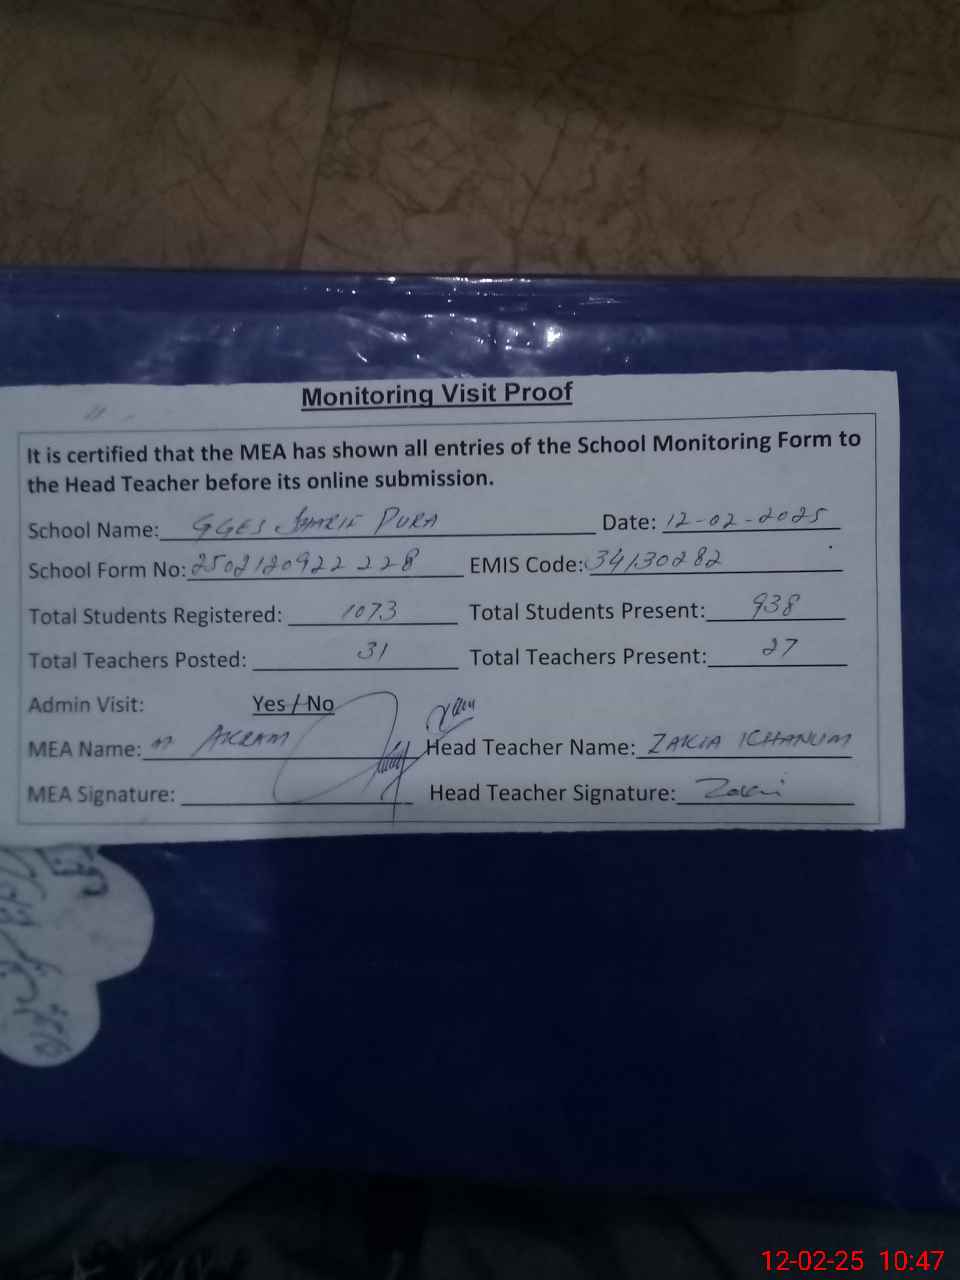 Monitoring Visit Proof
It is certified that the MEA has shown all entries of the School Monitoring Form to
the Head Teacher before its online submission.
School Name: GGES SHARIF PURA Date: 12-02-2025
School Form No: 2502120922228 EMIS Code: 34130282
Total Students Registered: 1073 Total Students Present: 938
Total Teachers Posted: 31 Total Teachers Present: 27
Admin Visit: Yes / No
MEA Name: M AKRAM Head Teacher Name: ZAKIA KHANUM
MEA Signature: Head Teacher Signature: Zakia
12-02-25 10:47